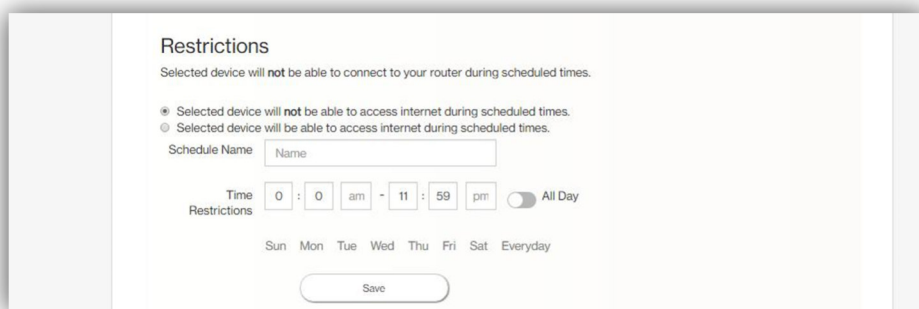 Restrictions
Selected device will not be able to connect to your router during scheduled times.
Selected device will not be able to access internet during scheduled times.
Selected device will be able to access internet during scheduled times.
Schedule Name Name
Time Restrictions 0 : 0 am - 11 : 59 pm All Day
Sun Mon Tue Wed Thu Fri Sat Everyday
Save